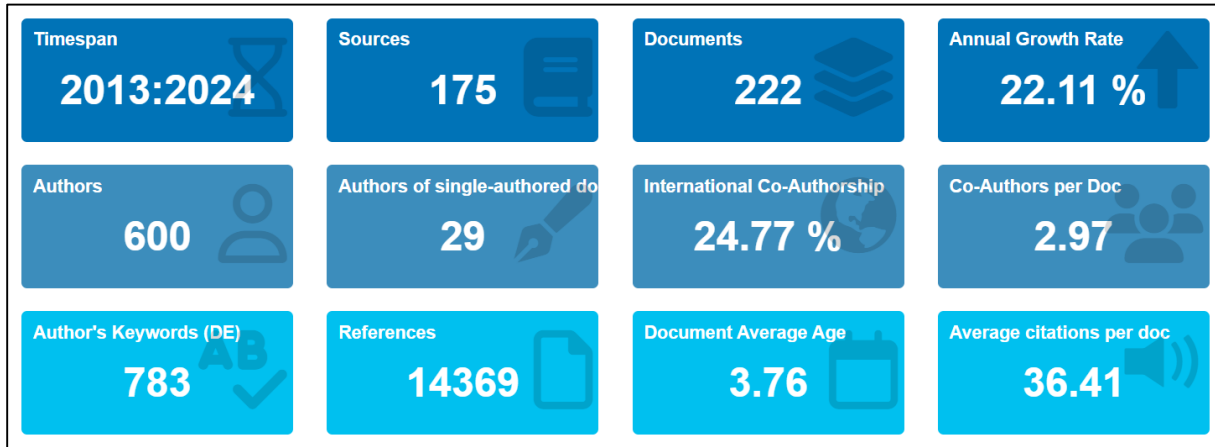 Timespan
2013:2024
Sources
175
Documents
222
Annual Growth Rate
22.11 %
Authors
600
Authors of single-authored do
29
International Co-Authorship
24.77 %
Co-Authors per Doc
2.97
Author's Keywords (DE)
AB
783
References
14369
Document Average Age
3.76
Average citations per doc
36.41